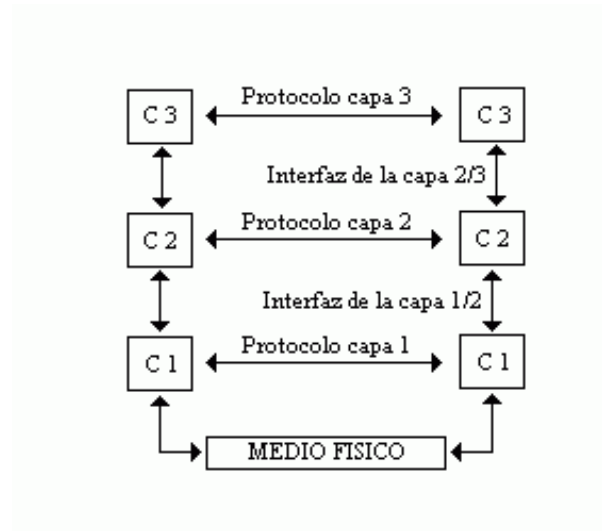 Protocolo capa 3
C 3
C 3
Interfaz de la capa 2/3
Protocolo capa 2
C 2
C 2
Interfaz de la capa 1/2
Protocolo capa 1
C 1
C 1
MEDIO FISICO